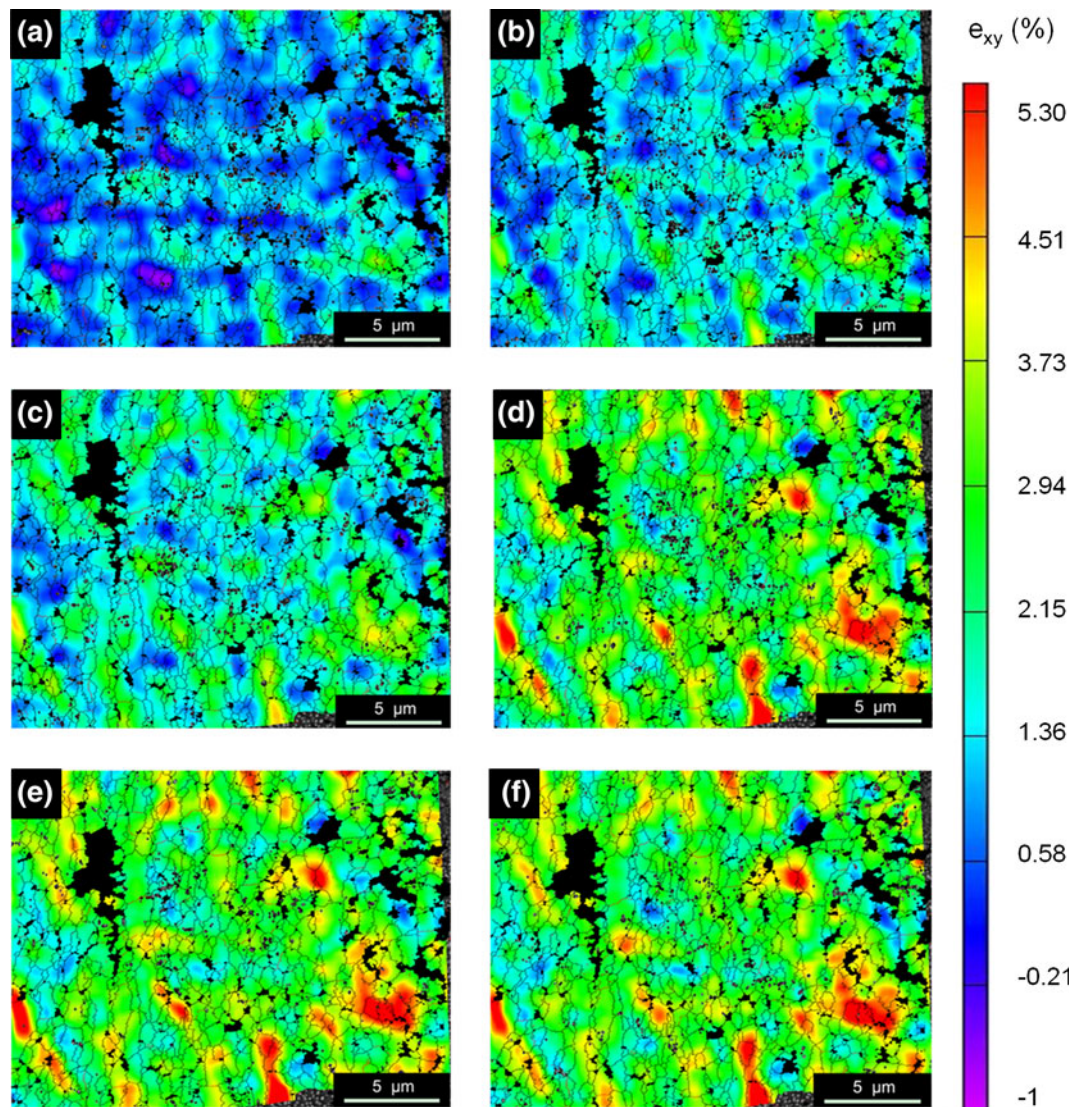 (a)
(b)
e_xy (%)
5.30
4.51
3.73
2.94
2.15
1.36
0.58
-0.21
-1
5 µm
5 µm
(c)
(d)
5 µm
5 µm
(e)
(f)
5 µm
5 µm